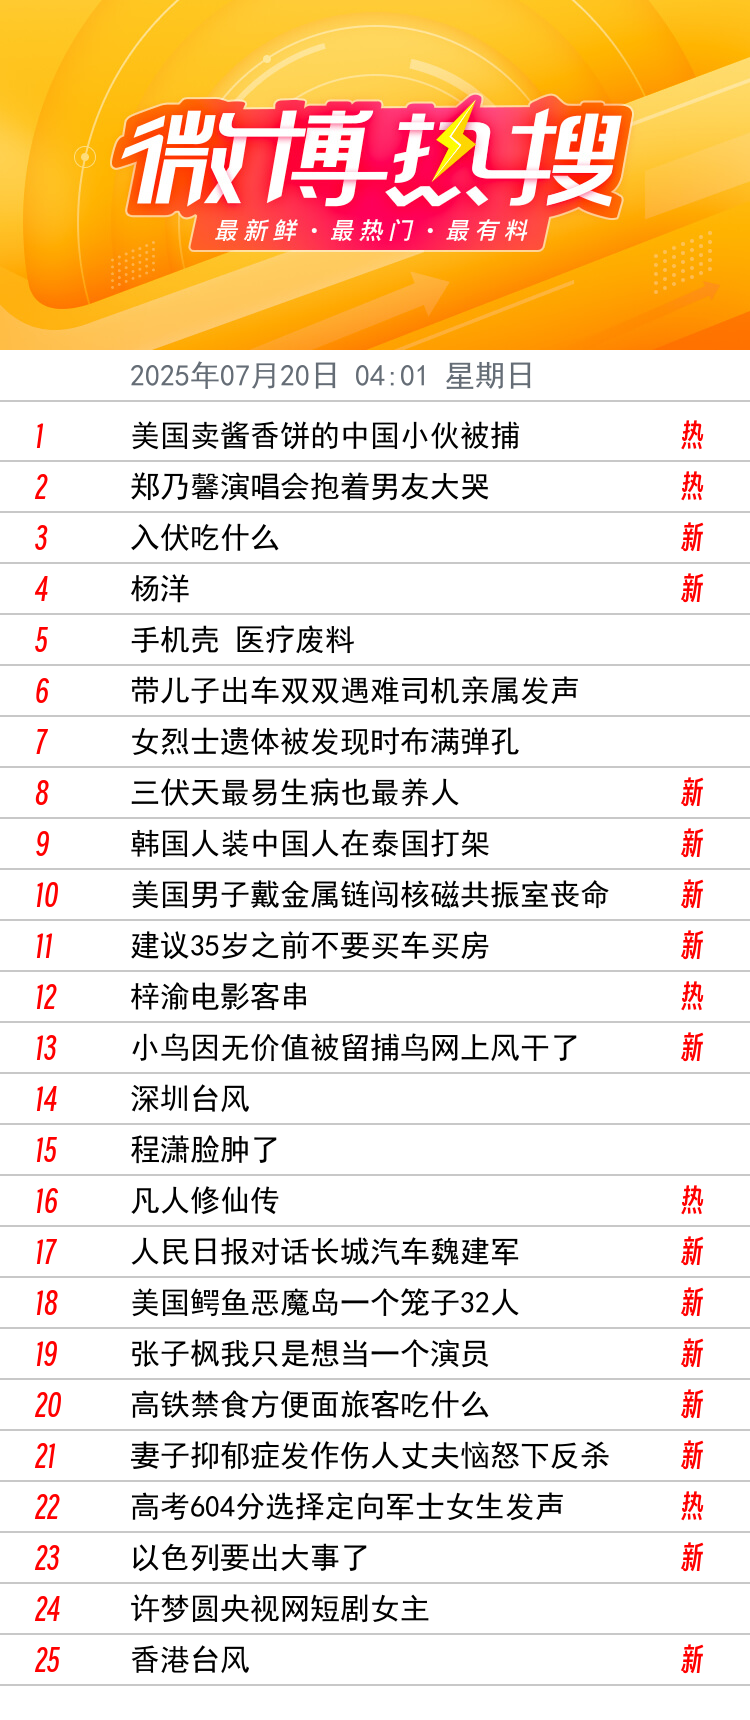 微博热搜
最新鲜·最热门·最有料
2025年07月20日 04:01 星期日
1 美国卖酱香饼的中国小伙被捕 热
2 郑乃馨演唱会抱着男友大哭 热
3 入伏吃什么 新
4 杨洋 新
5 手机壳 医疗废料
6 带儿子出车双双遇难司机亲属发声
7 女烈士遗体被发现时布满弹孔
8 三伏天最易生病也最养人 新
9 韩国人装中国人在泰国打架 新
10 美国男子戴金属链闯核磁共振室丧命 新
11 建议35岁之前不要买车买房 新
12 梓渝电影客串 热
13 小鸟因无价值被留捕鸟网上风干了 新
14 深圳台风
15 程潇脸肿了
16 凡人修仙传 热
17 人民日报对话长城汽车魏建军 新
18 美国鳄鱼恶魔岛一个笼子32人 新
19 张子枫我只是想当一个演员 新
20 高铁禁食方便面旅客吃什么 新
21 妻子抑郁症发作伤人丈夫恼怒下反杀 新
22 高考604分选择定向军士女生发声 热
23 以色列要出大事了 新
24 许梦圆央视网短剧女主
25 香港台风 新